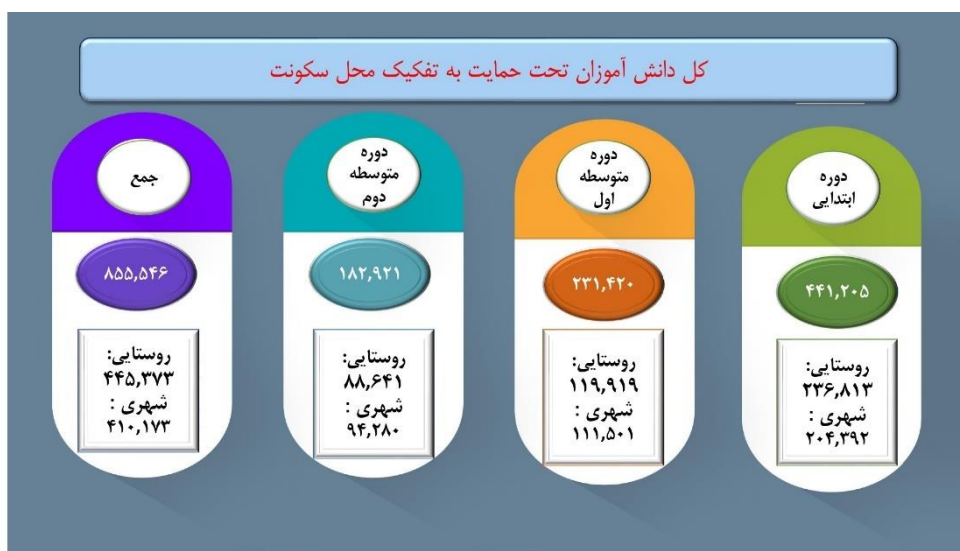 کل دانش آموزان تحت حمایت به تفکیک محل سکونت
دوره
ابتدایی
۴۴۱,۲۰۵
روستایی:
۲۳۶,۸۱۳
شهری :
۲۰۴,۳۹۲
دوره
متوسطه
اول
۲۳۱,۴۲۰
روستایی:
۱۱۹,۹۱۹
شهری :
۱۱۱,۵۰۱
دوره
متوسطه
دوم
۱۸۲,۹۲۱
روستایی:
۸۸,۶۴۱
شهری :
۹۴,۲۸۰
جمع
۸۵۵,۵۴۶
روستایی:
۴۴۵,۳۷۳
شهری :
۴۱۰,۱۷۳